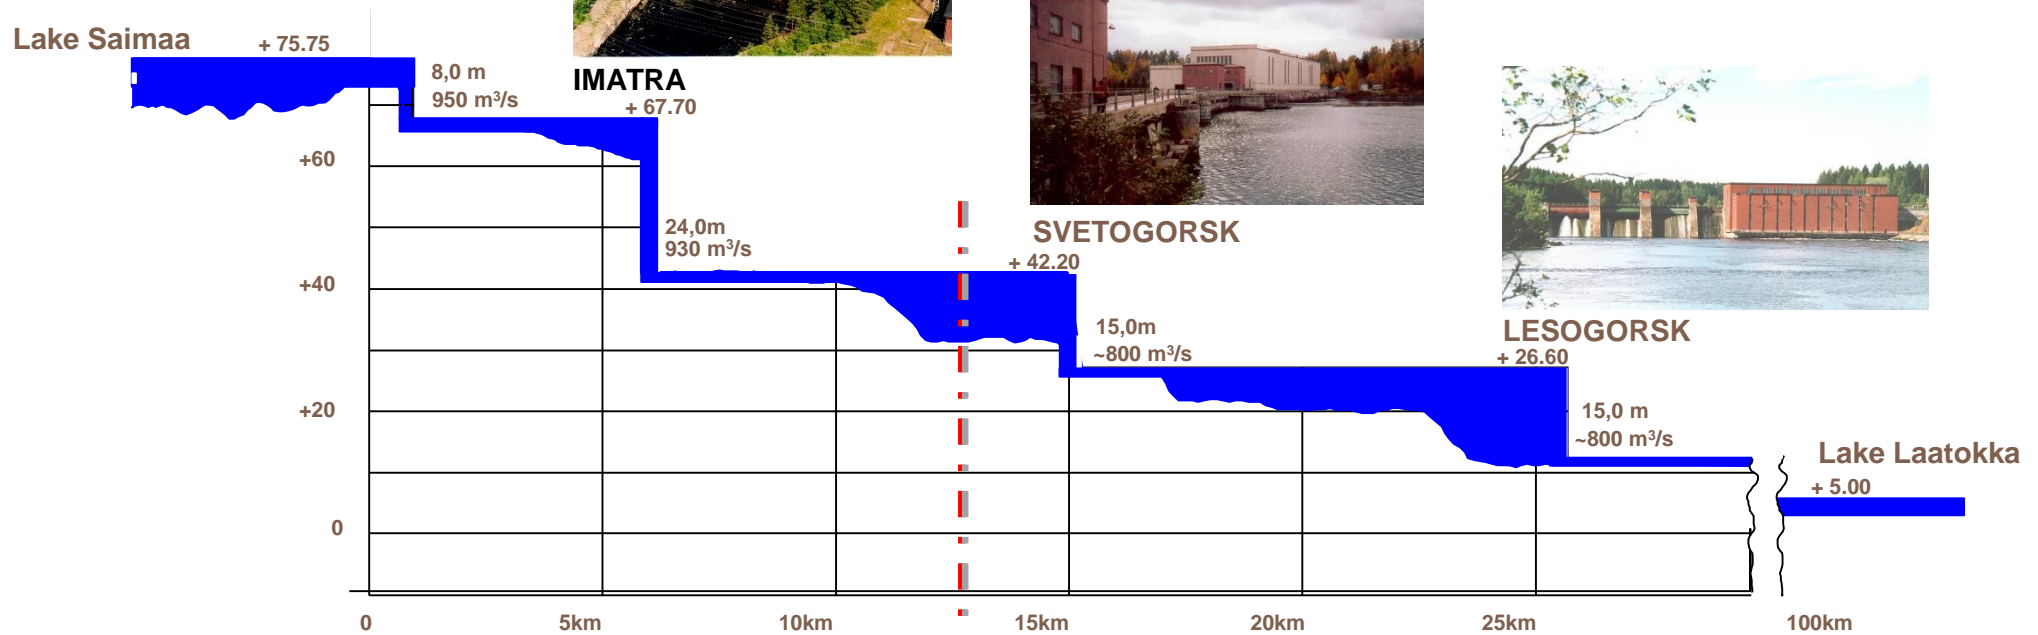 Lake Saimaa
+ 75.75
8,0 m
950 m³/s
IMATRA
+ 67.70
+60
24,0m
930 m³/s
SVETOGORSK
+ 42.20
+40
15,0m
~800 m³/s
LESOGORSK
+ 26.60
+20
15,0 m
~800 m³/s
Lake Laatokka
+ 5.00
0
0
5km
10km
15km
20km
25km
100km